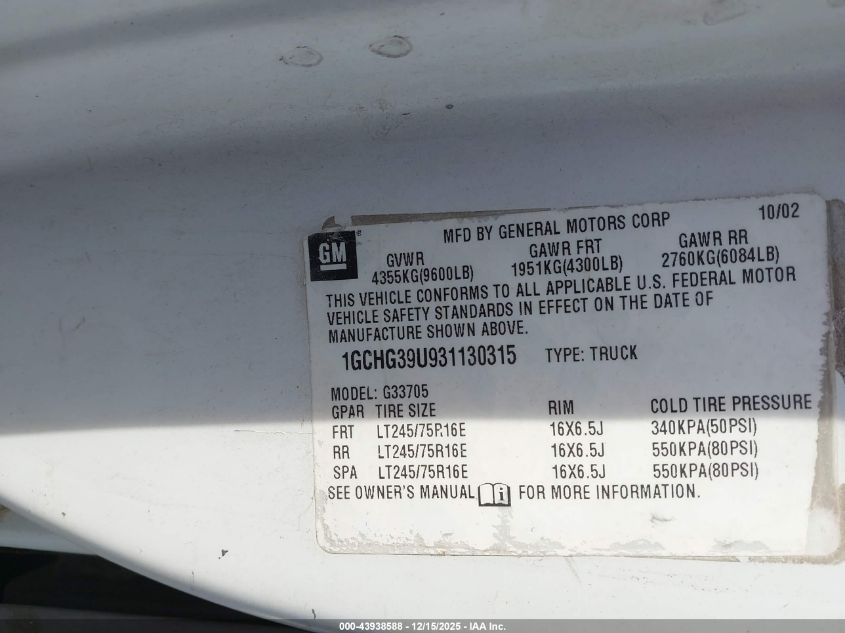 10/02
MFD BY GENERAL MOTORS CORP
GM ®
GVWR GAWR FRT GAWR RR
4355KG(9600LB) 1951KG(4300LB) 2760KG(6084LB)
THIS VEHICLE CONFORMS TO ALL APPLICABLE U.S. FEDERAL MOTOR
VEHICLE SAFETY STANDARDS IN EFFECT ON THE DATE OF
MANUFACTURE SHOWN ABOVE.
1GCHG39U931130315 TYPE: TRUCK
MODEL: G33705
GPAR TIRE SIZE RIM COLD TIRE PRESSURE
FRT LT245/75R16E 16X6.5J 340KPA(50PSI)
RR LT245/75R16E 16X6.5J 550KPA(80PSI)
SPA LT245/75R16E 16X6.5J 550KPA(80PSI)
SEE OWNER'S MANUAL i FOR MORE INFORMATION.
000-43938588 - 12/15/2025 - IAA Inc.